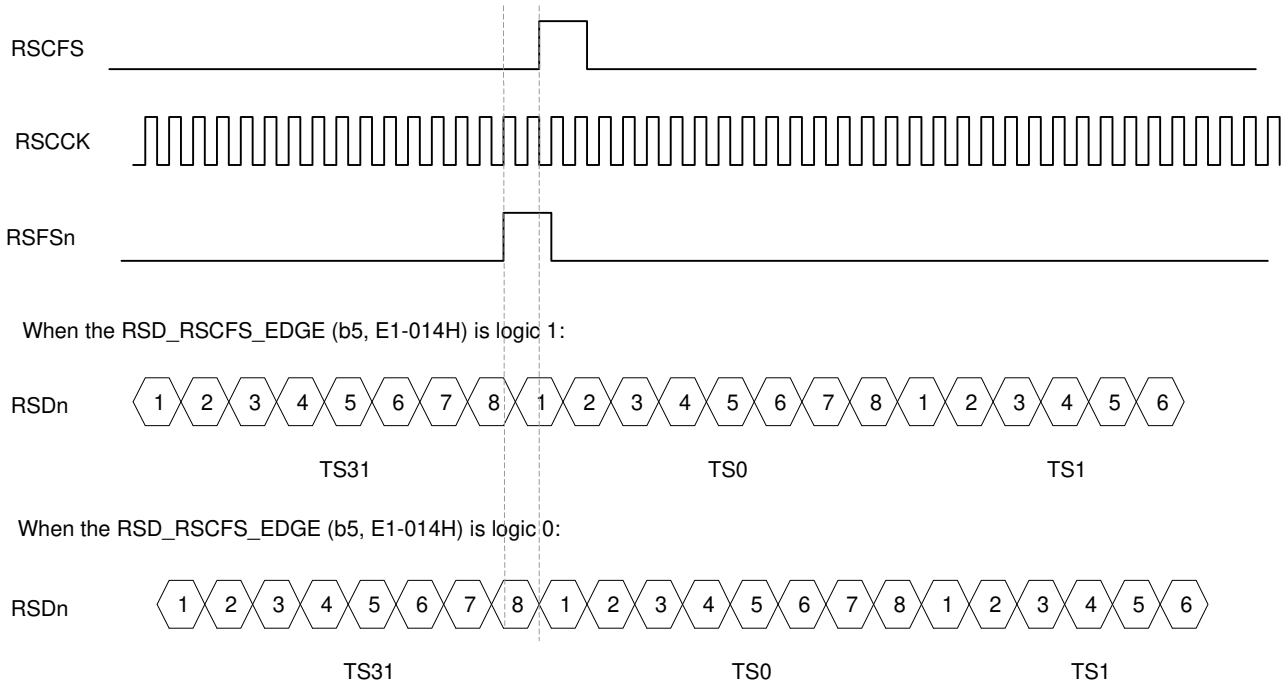 RSCFS
RSCCK
RSFSn
When the RSD_RSCFS_EDGE (b5, E1-014H) is logic 1:
RSDn 1 2 3 4 5 6 7 8 1 2 3 4 5 6 7 8 1 2 3 4 5 6
TS31 TS0 TS1
When the RSD_RSCFS_EDGE (b5, E1-014H) is logic 0:
RSDn 1 2 3 4 5 6 7 8 1 2 3 4 5 6 7 8 1 2 3 4 5 6
TS31 TS0 TS1